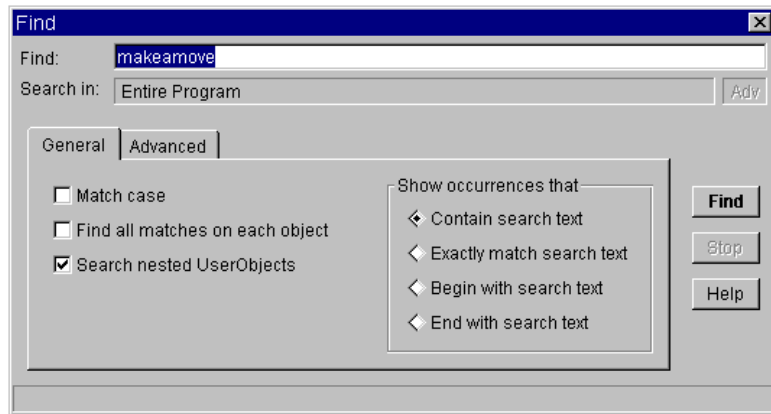 Find
Find: makeamove
Search in: Entire Program Adv
General Advanced
Match case
Find all matches on each object
Search nested UserObjects
Show occurrences that
Contain search text
Exactly match search text
Begin with search text
End with search text
Find
Stop
Help